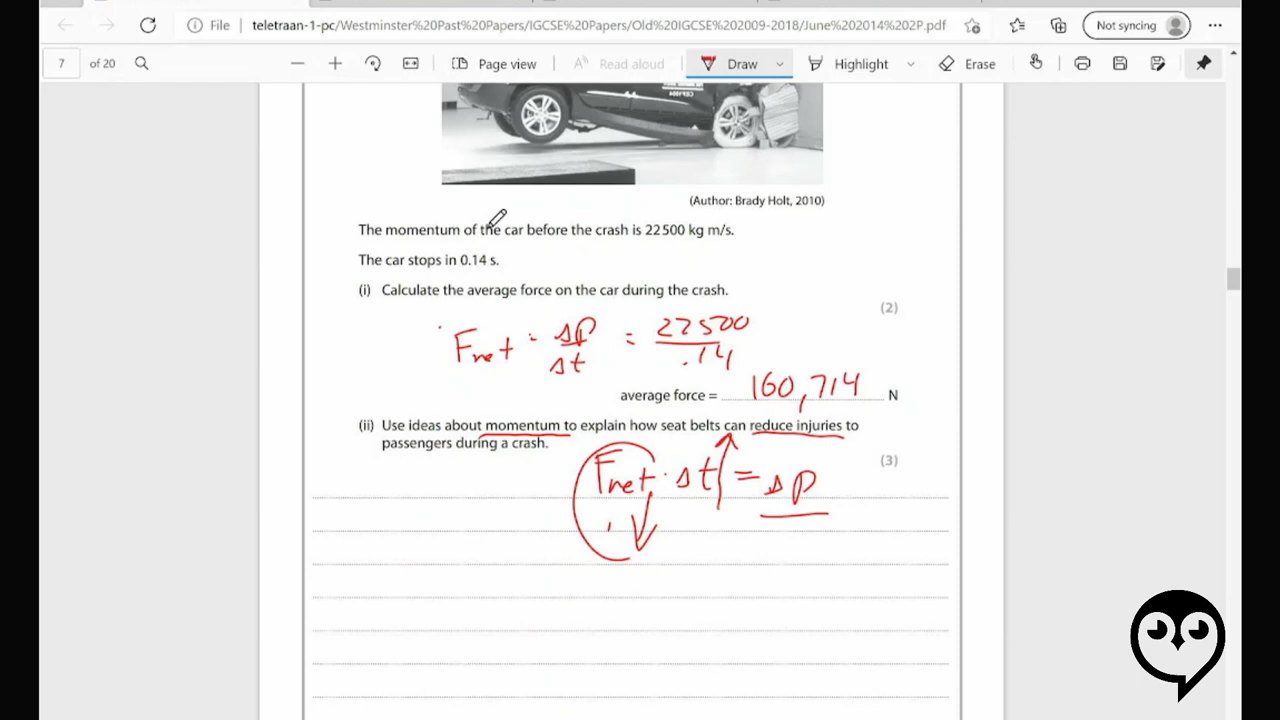 File
teletraan-1-pc/Westminster%20Past%20Papers/IGCSE%20Papers/Old%20IGCSE%202009-2018/June%202014%202P.pdf
Not syncing
7 of 20
Page view
Read aloud
Draw
Highlight
Erase
(Author: Brady Holt, 2010)
The momentum of the car before the crash is 22500 kg m/s.
The car stops in 0.14 s.
(i) Calculate the average force on the car during the crash.
(2)
Fnet = ΔP/Δt = 22500/.14
average force = 160,714 N
(ii) Use ideas about momentum to explain how seat belts can reduce injuries to
passengers during a crash.
(3)
Fnet · Δt = ΔP